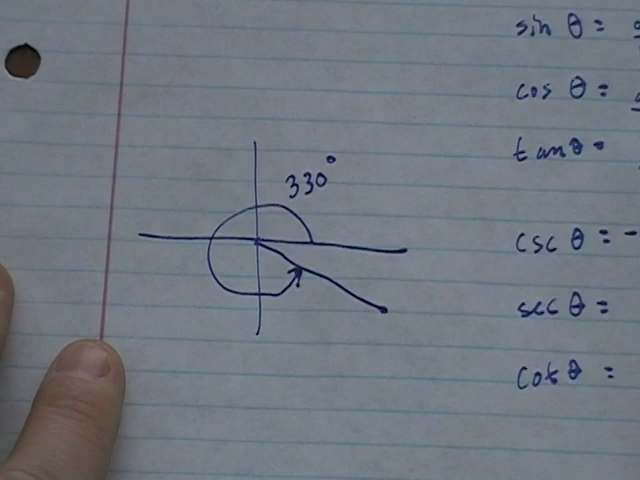 sin θ =
cos θ =
tan θ =
330°
csc θ = -
sec θ =
cot θ =